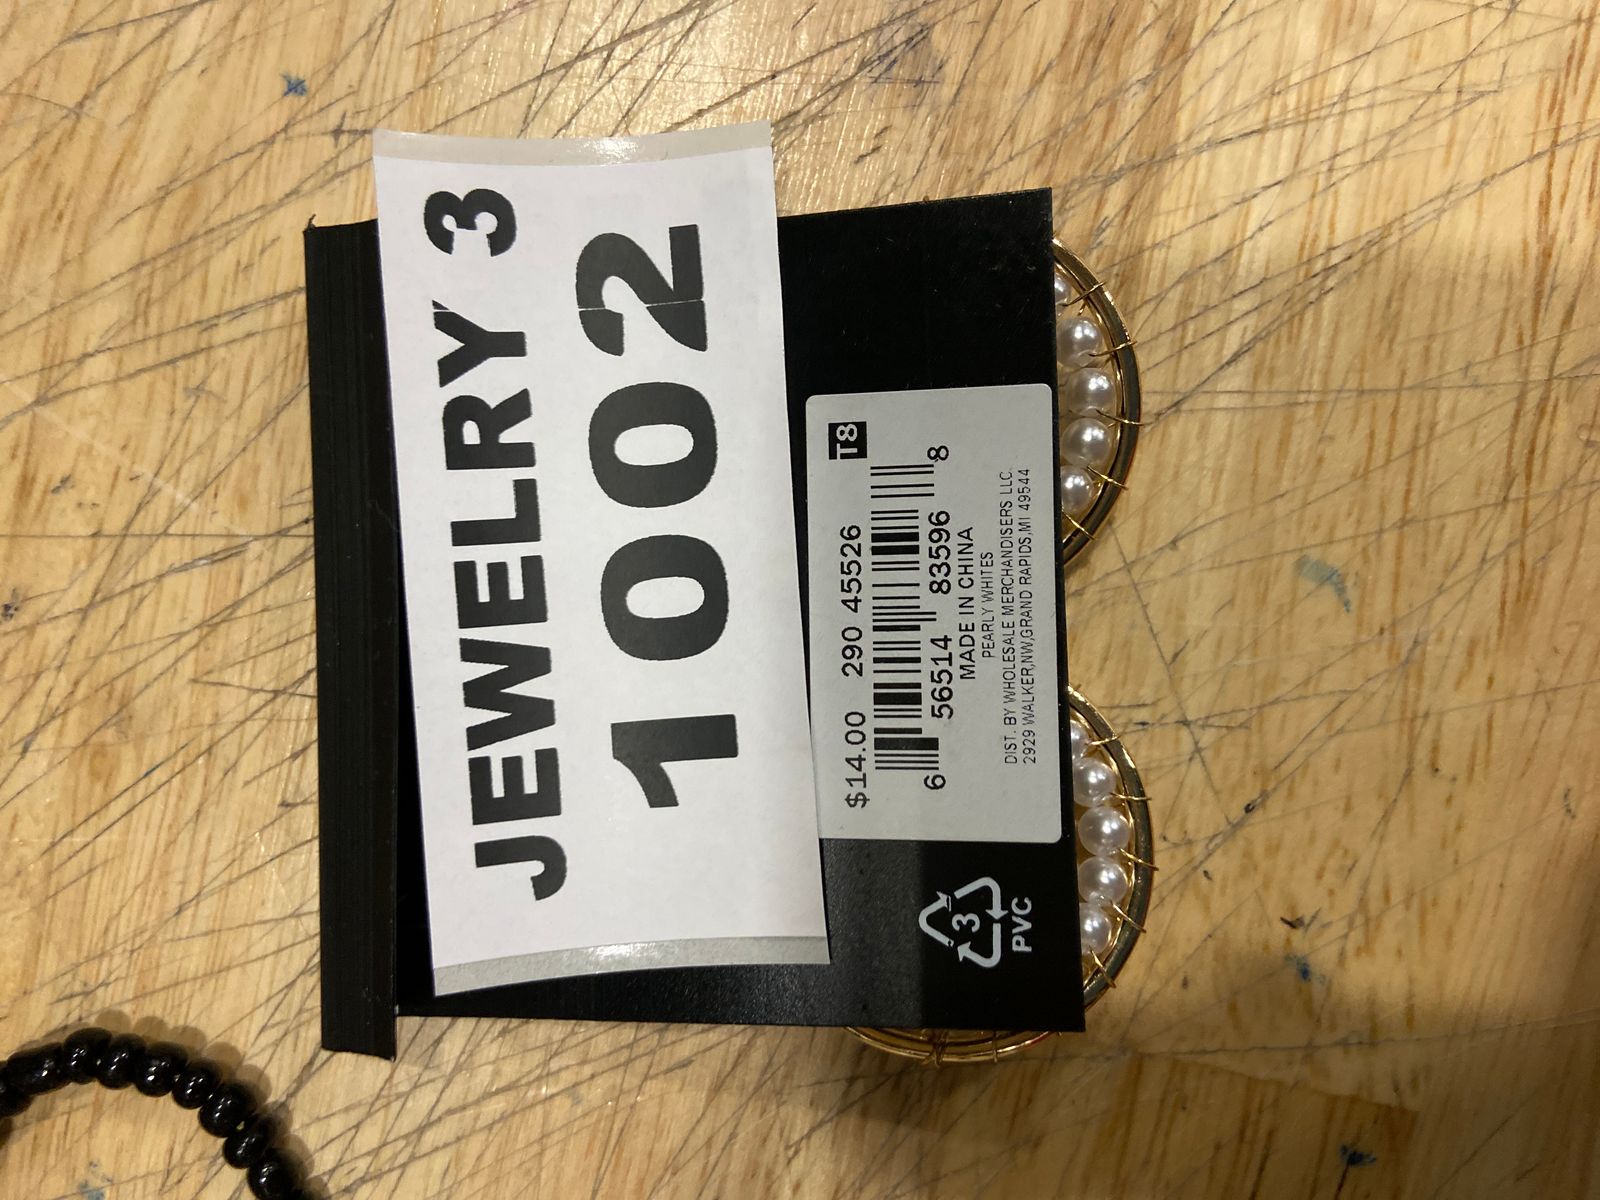 JEWELRY 3
1002
T8
$14.00 290 45526
6 56514 83596 8
MADE IN CHINA
PEARLY WHITES
DIST. BY WHOLESALE MERCHANDISERS LLC.
2929 WALKER,NW,GRAND RAPIDS,MI 49544
3
PVC